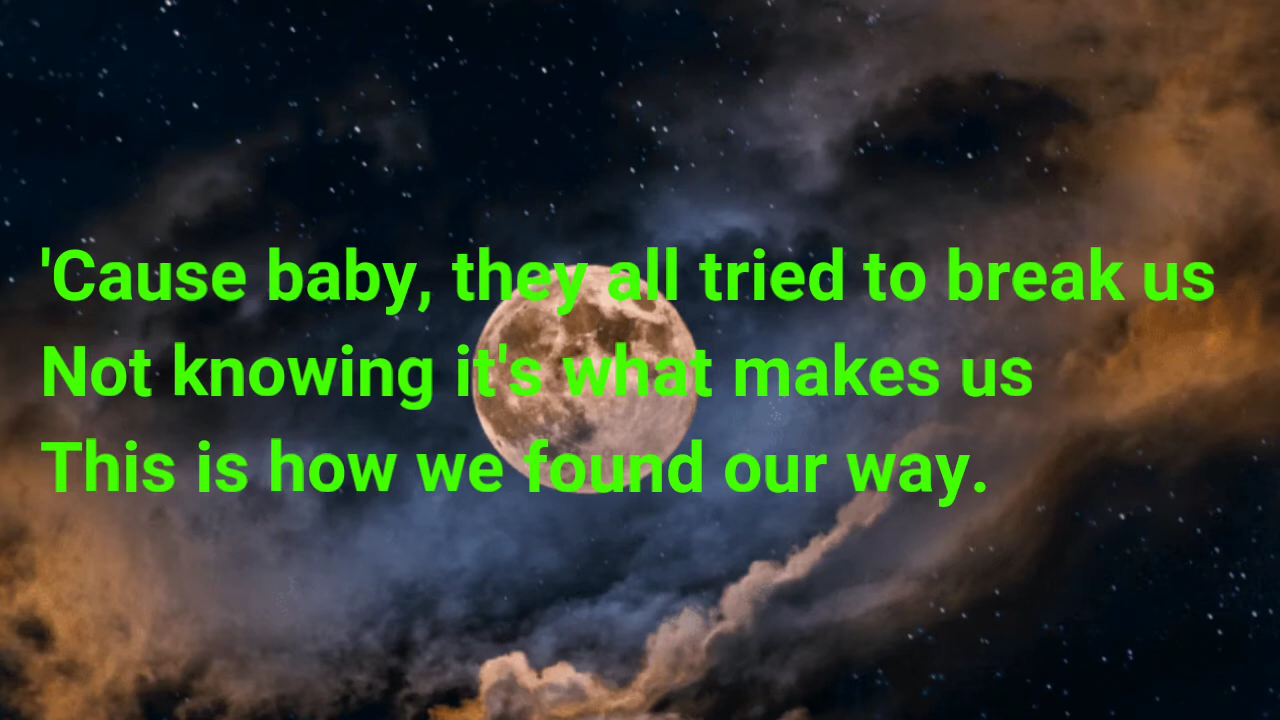 'Cause baby, they all tried to break us
Not knowing it's what makes us
This is how we found our way.